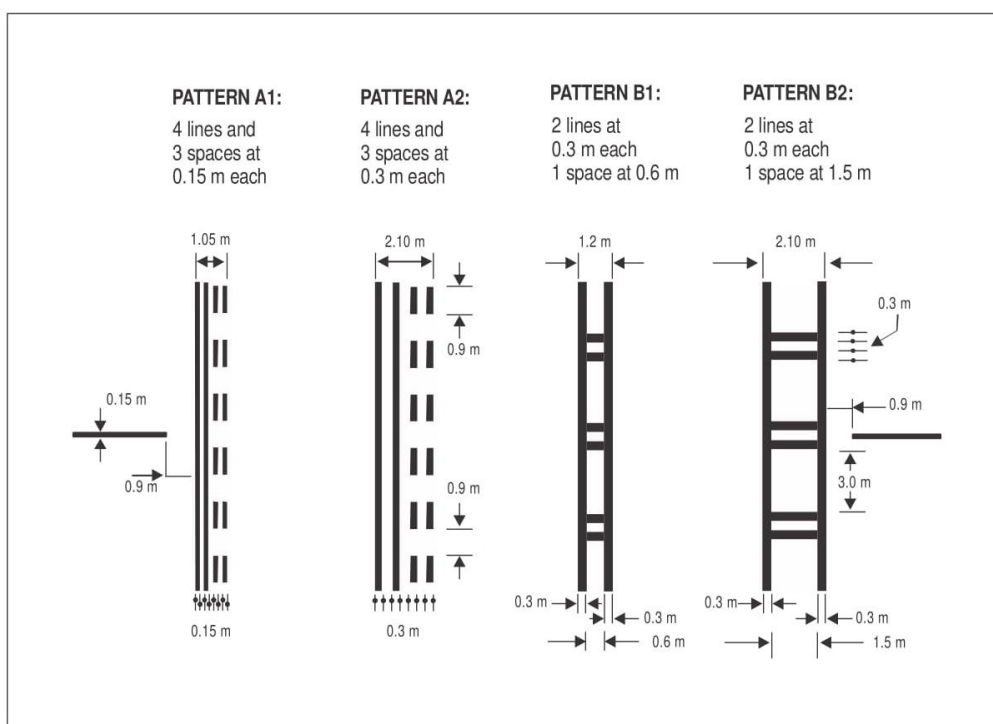 PATTERN A1:
4 lines and
3 spaces at
0.15 m each
PATTERN A2:
4 lines and
3 spaces at
0.3 m each
PATTERN B1:
2 lines at
0.3 m each
1 space at 0.6 m
PATTERN B2:
2 lines at
0.3 m each
1 space at 1.5 m
1.05 m
2.10 m
1.2 m
2.10 m
0.3 m
0.9 m
0.15 m
0.9 m
0.9 m
0.9 m
3.0 m
0.15 m
0.3 m
0.3 m
0.3 m
0.6 m
0.3 m
0.3 m
1.5 m